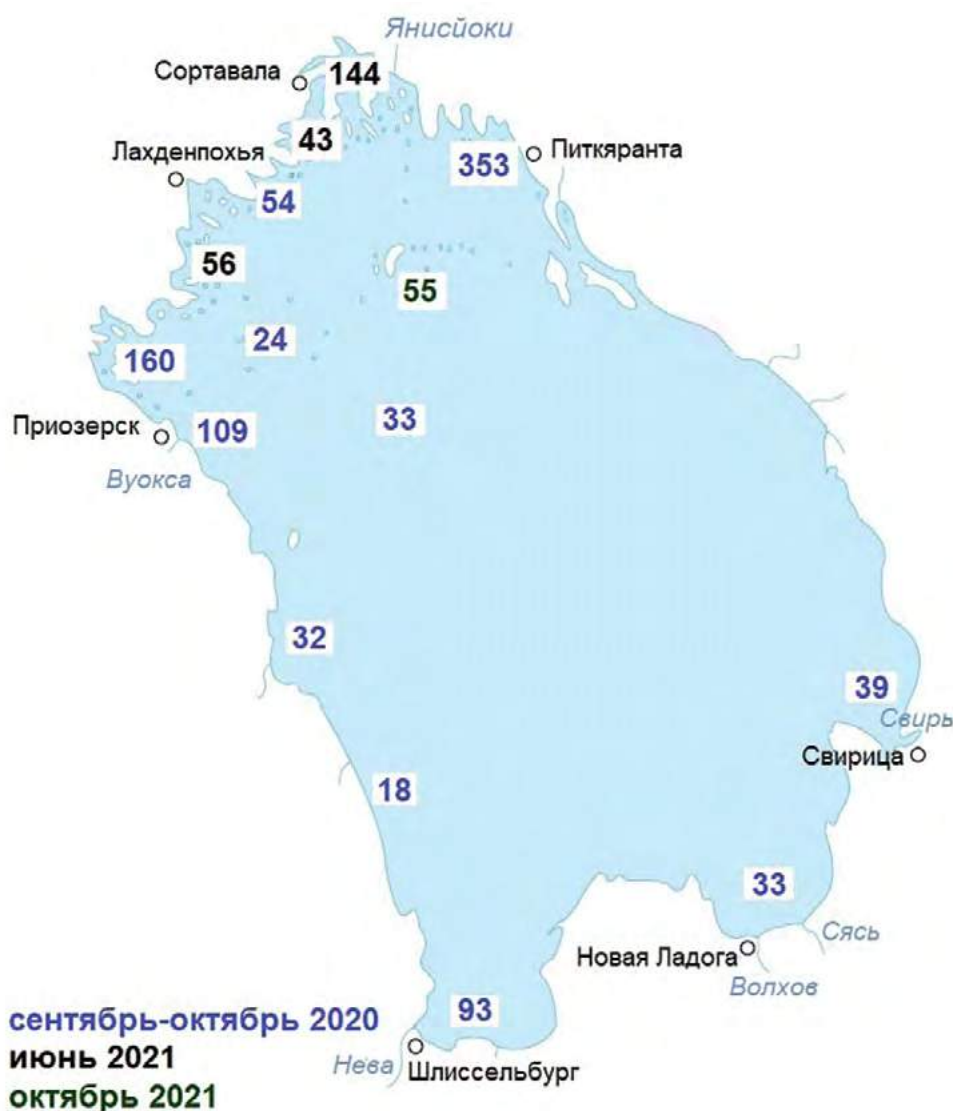 Янисйоки
Сортавала
144
43
Лахденпохья
353
Питкяранта
54
56
55
24
160
33
Приозерск
109
Вуокса
32
39
Свирь
Свирица
18
33
Сясь
Новая Ладога
Волхов
93
сентябрь-октябрь 2020
июнь 2021
Нева
Шлиссельбург
октябрь 2021